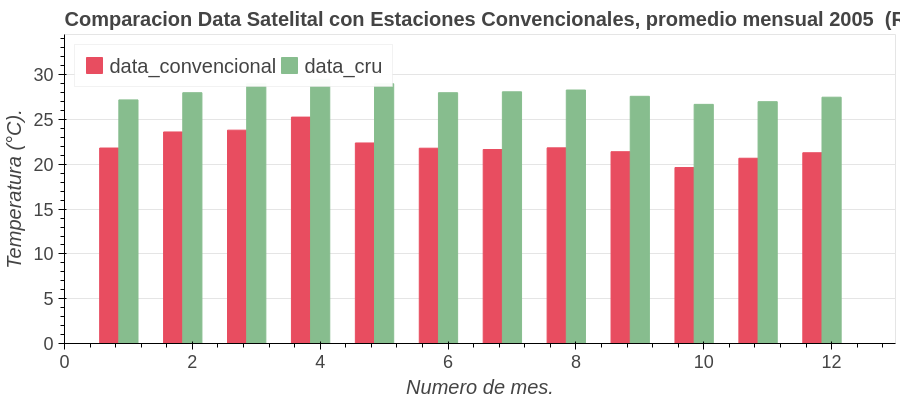 Comparacion Data Satelital con Estaciones Convencionales, promedio mensual 2005 (R
data_convencional data_cru
Temperatura (°C).
30
25
20
15
10
5
0
0 2 4 6 8 10 12
Numero de mes.